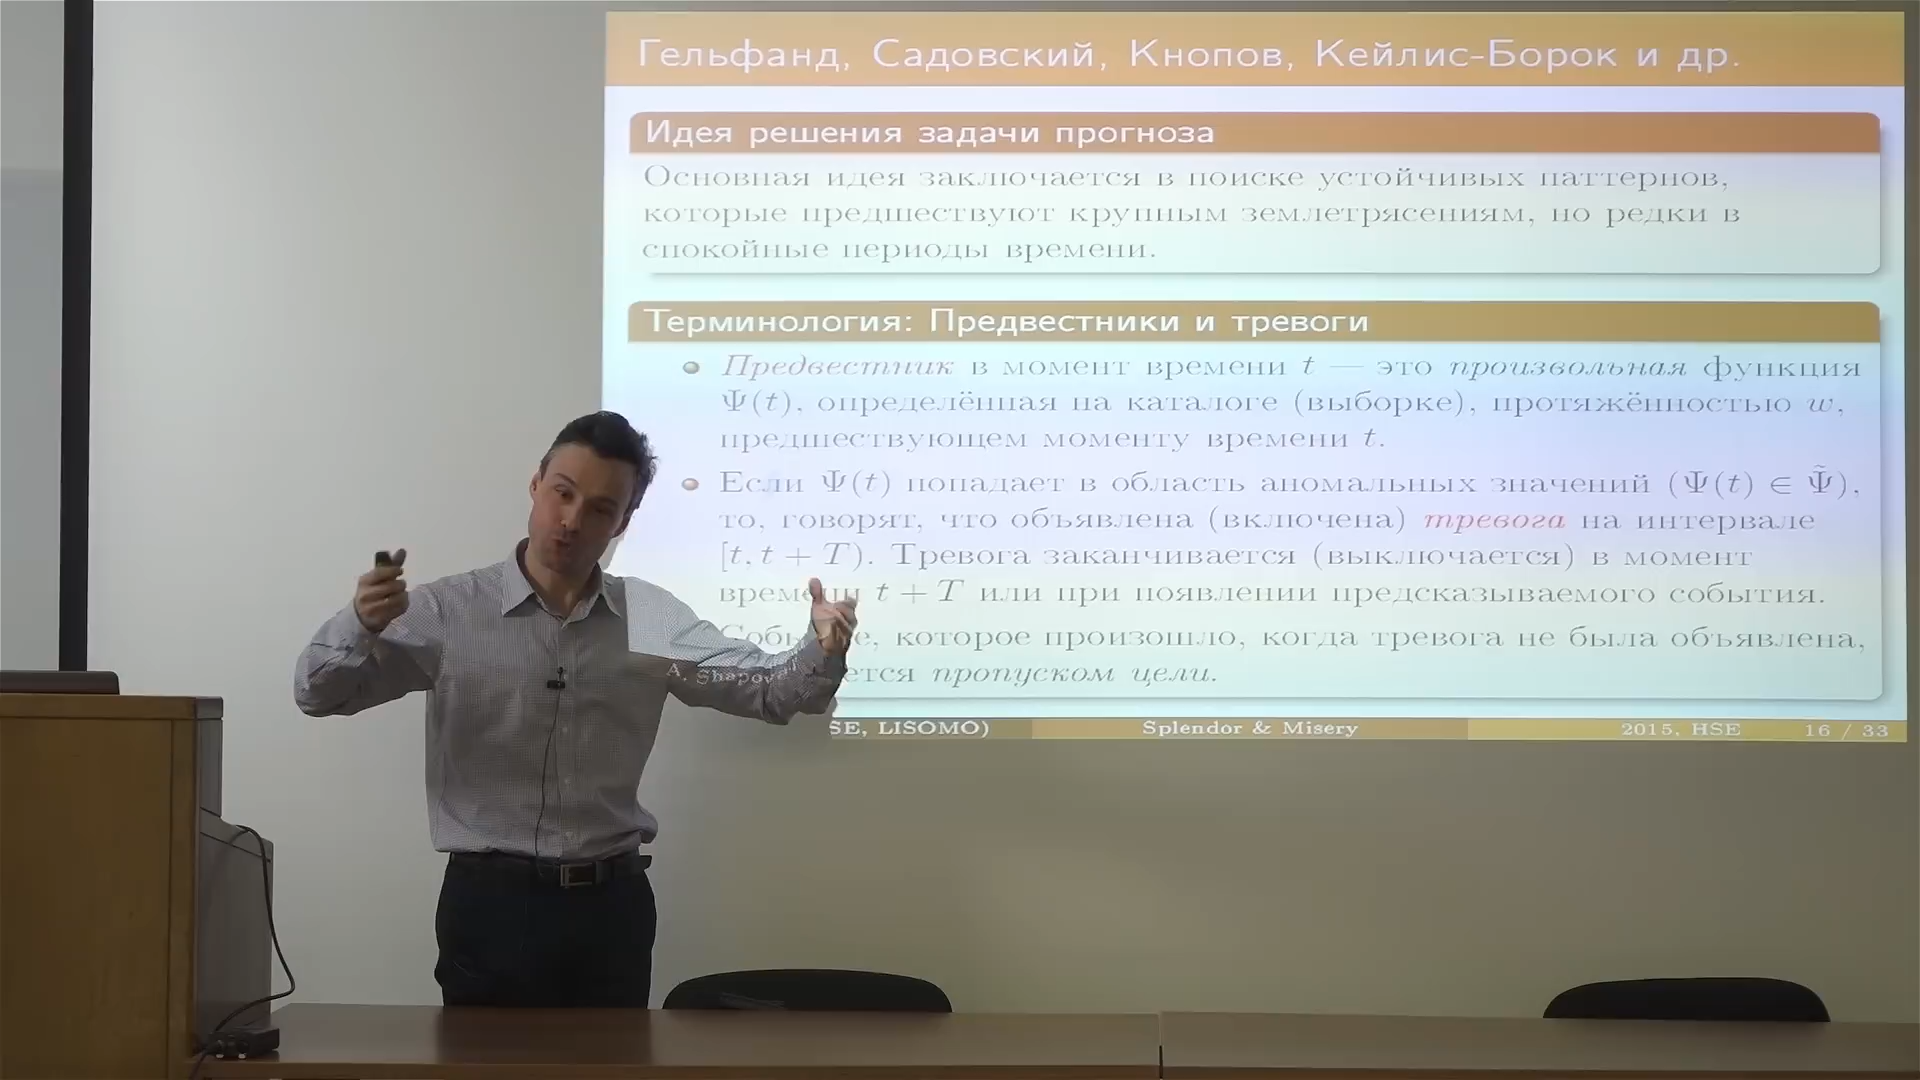 Гельфанд, Садовский, Кнопов, Кейлис-Борок и др.
Идея решения задачи прогноза
Основная идея заключается в поиске устойчивых паттернов,
которые предшествуют крупным землетрясениям, но редки в
спокойные периоды времени.
Терминология: Предвестники и тревоги
Предвестник в момент времени t — это произвольная функция
Ψ(t), определённая на каталоге (выборке), протяжённостью w,
предшествующем моменту времени t.
Если Ψ(t) попадает в область аномальных значений (Ψ(t) ∈ Ψ̃),
то, говорят, что объявлена (включена) тревога на интервале
[t, t + T). Тревога заканчивается (выключается) в момент
времени t + T или при появлении предсказываемого события.
которое произошло, когда тревога не была объявлена,
пропуском цели.
A. Shapov
SE, LISOMO)
Splendor & Misery
2015, HSE
16 / 33